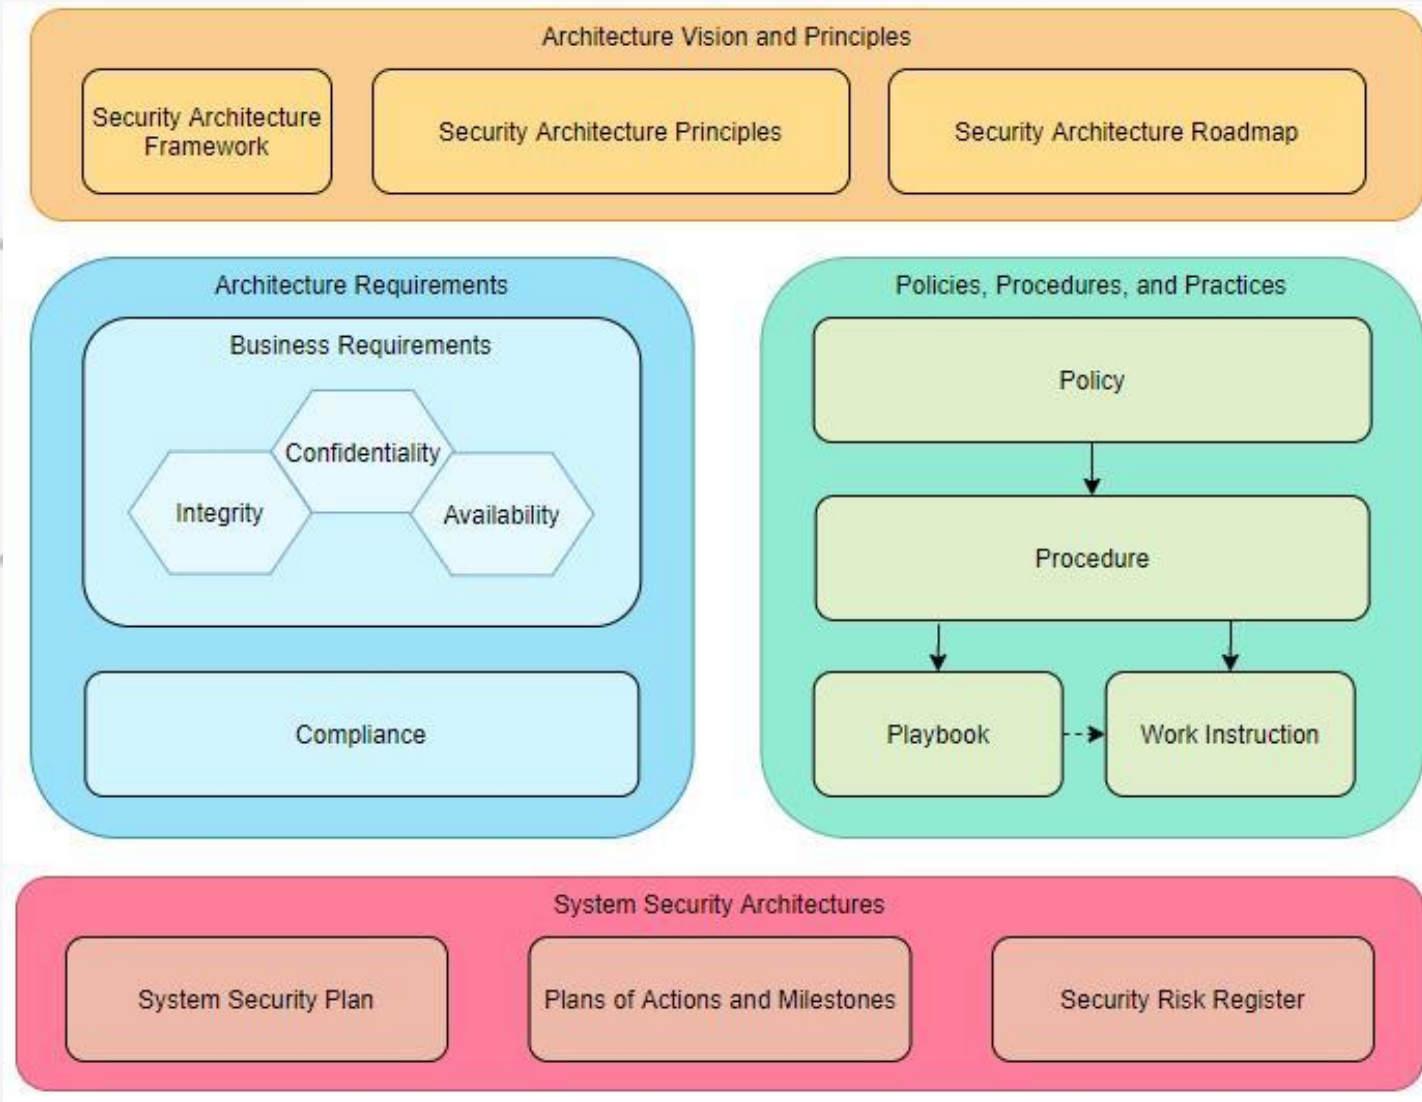 Architecture Vision and Principles
Security Architecture
Framework
Security Architecture Principles
Security Architecture Roadmap
Architecture Requirements
Business Requirements
Confidentiality
Integrity
Availability
Compliance
Policies, Procedures, and Practices
Policy
Procedure
Playbook
Work Instruction
System Security Architectures
System Security Plan
Plans of Actions and Milestones
Security Risk Register